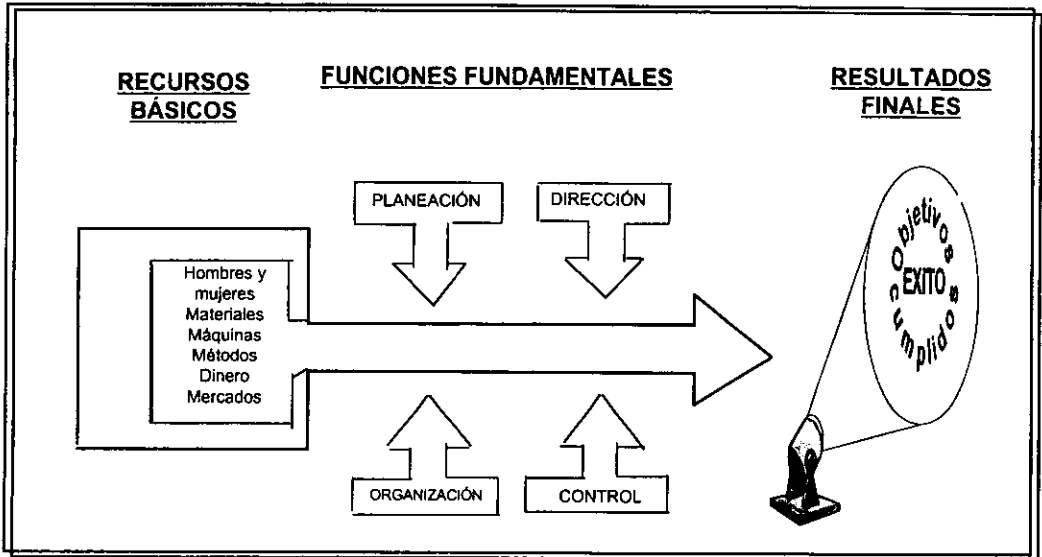 RECURSOS
BÁSICOS
FUNCIONES FUNDAMENTALES
RESULTADOS
FINALES
PLANEACIÓN
DIRECCIÓN
Hombres y
mujeres
Materiales
Máquinas
Métodos
Dinero
Mercados
ORGANIZACIÓN
CONTROL
Objetivos
EXITO
cumplidos